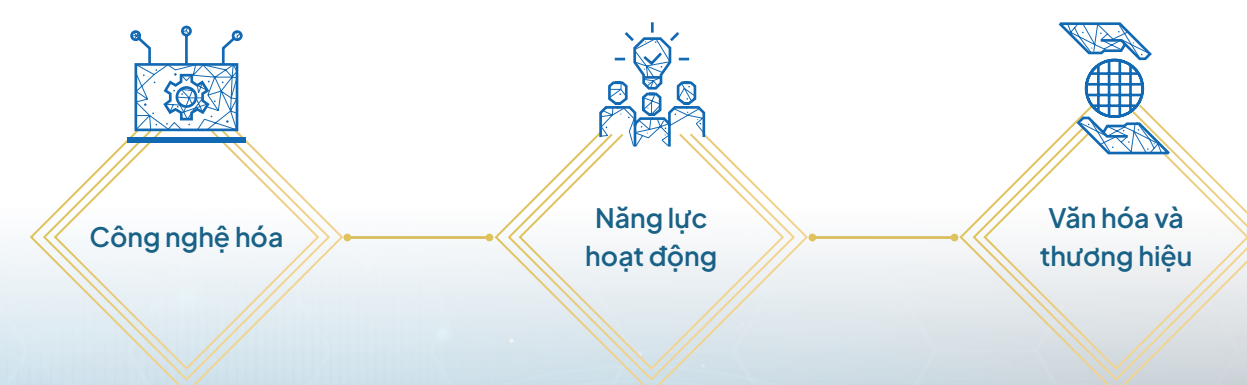 Công nghệ hóa
Năng lực
hoạt động
Văn hóa và
thương hiệu